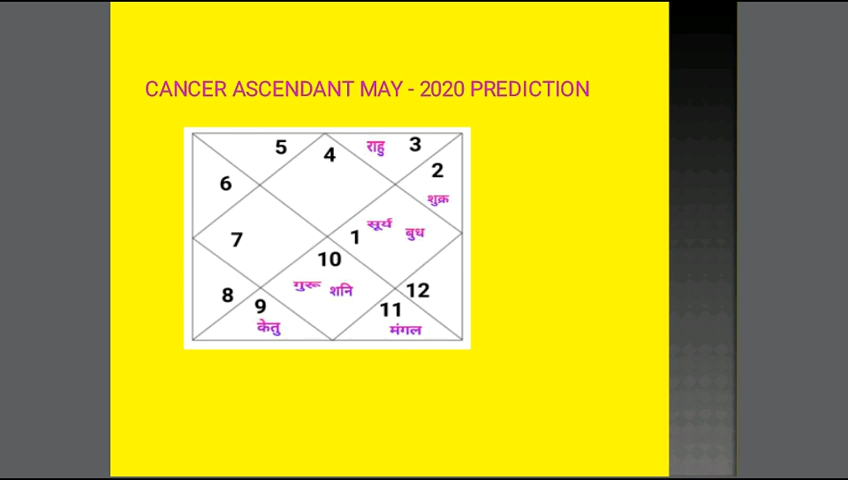 CANCER ASCENDANT MAY - 2020 PREDICTION
5 4 राहु 3
6 2
शुक्र
7 1 सूर्य बुध
10
गुरू शनि
8 9 11 12
केतु मंगल